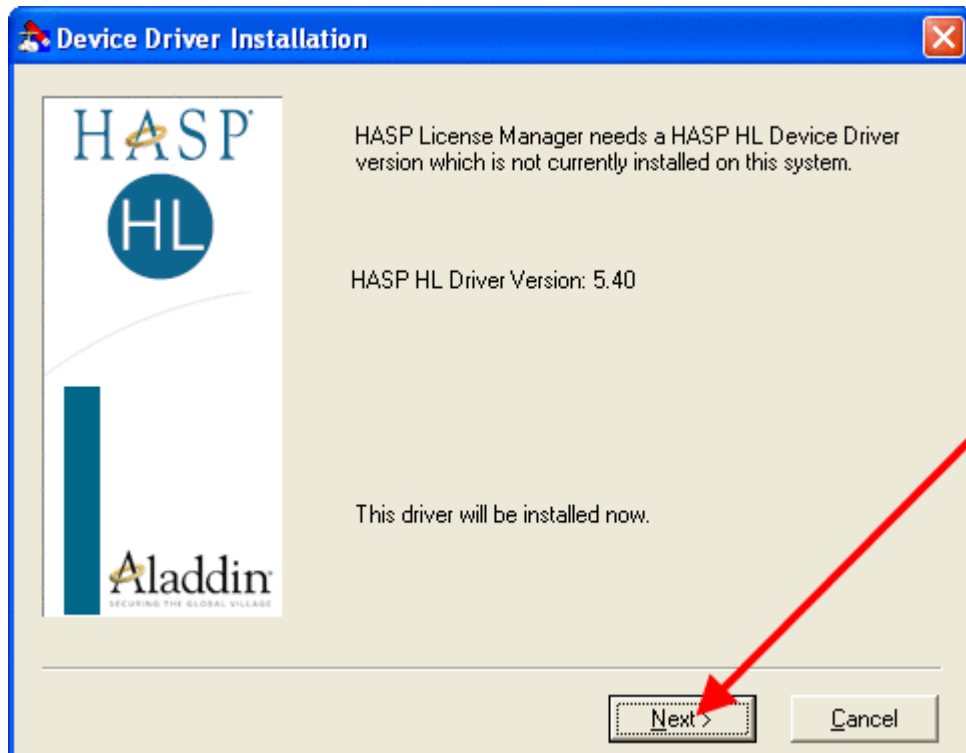 Device Driver Installation
HASP
HL
HASP License Manager needs a HASP HL Device Driver
version which is not currently installed on this system.
HASP HL Driver Version: 5.40
This driver will be installed now.
Aladdin
SECURING THE GLOBAL VILLAGE
Next >
Cancel